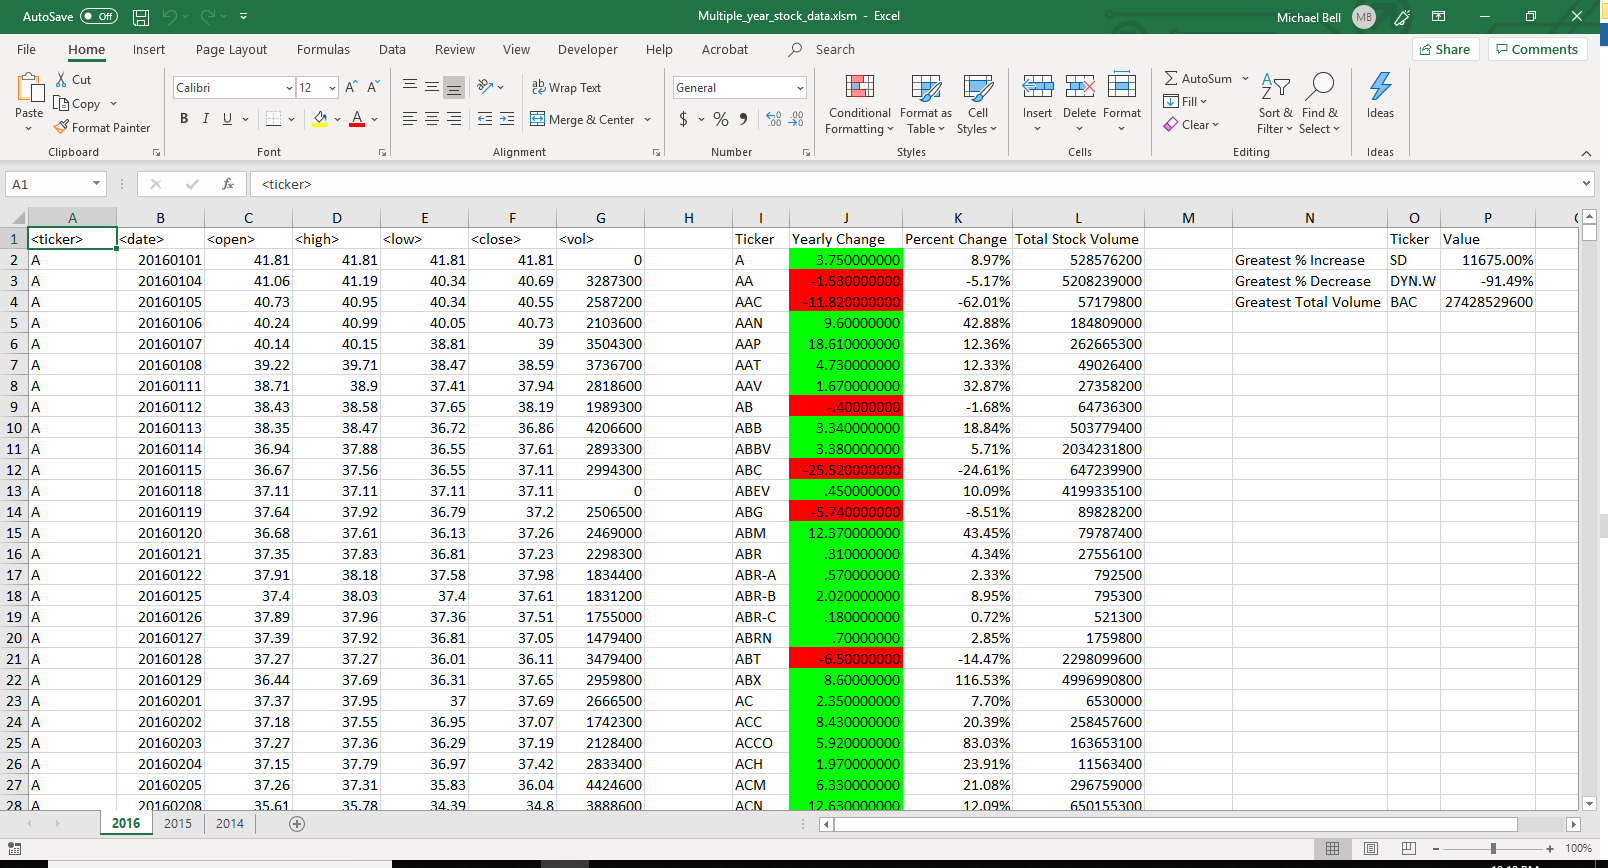 AutoSave Off Multiple_year_stock_data.xlsm - Excel Michael Bell MB
File Home Insert Page Layout Formulas Data Review View Developer Help Acrobat Search Share Comments
Paste Cut Copy Format Painter
Calibri 12 A A B I U A
ab Wrap Text Merge & Center
General $ % 9 .00 .00
Conditional Formatting Format as Table Cell Styles
Insert Delete Format
AutoSum Fill Clear Sort & Filter Find & Select Ideas
Clipboard Font Alignment Number Styles Cells Editing Ideas
A1 fx <ticker>
A B C D E F G H I J K L M N O P
1 <ticker> <date> <open> <high> <low> <close> <vol> Ticker Yearly Change Percent Change Total Stock Volume Ticker Value
2 A 20160101 41.81 41.81 41.81 41.81 0 A 3.750000000 8.97% 528576200 Greatest % Increase SD 11675.00%
3 A 20160104 41.06 41.19 40.34 40.69 3287300 AA -1.530000000 -5.17% 5208239000 Greatest % Decrease DYN.W -91.49%
4 A 20160105 40.73 40.95 40.34 40.55 2587200 AAC -11.820000000 -62.01% 57179800 Greatest Total Volume BAC 27428529600
5 A 20160106 40.24 40.99 40.05 40.73 2103600 AAN 9.60000000 42.88% 184809000
6 A 20160107 40.14 40.15 38.81 39 3504300 AAP 18.610000000 12.36% 262665300
7 A 20160108 39.22 39.71 38.47 38.59 3736700 AAT 4.730000000 12.33% 49026400
8 A 20160111 38.71 38.9 37.41 37.94 2818600 AAV 1.670000000 32.87% 27358200
9 A 20160112 38.43 38.58 37.65 38.19 1989300 AB -.40000000 -1.68% 64736300
10 A 20160113 38.35 38.47 36.72 36.86 4206600 ABB 3.340000000 18.84% 503779400
11 A 20160114 36.94 37.88 36.55 37.61 2893300 ABBV 3.380000000 5.71% 2034231800
12 A 20160115 36.67 37.56 36.55 37.11 2994300 ABC -25.520000000 -24.61% 647239900
13 A 20160118 37.11 37.11 37.11 37.11 0 ABEV .450000000 10.09% 4199335100
14 A 20160119 37.64 37.92 36.79 37.2 2506500 ABG -5.740000000 -8.51% 89828200
15 A 20160120 36.68 37.61 36.13 37.26 2469000 ABM 12.370000000 43.45% 79787400
16 A 20160121 37.35 37.83 36.81 37.23 2298300 ABR .310000000 4.34% 27556100
17 A 20160122 37.91 38.18 37.58 37.98 1834400 ABR-A .570000000 2.33% 792500
18 A 20160125 37.4 38.03 37.4 37.61 1831200 ABR-B 2.020000000 8.95% 795300
19 A 20160126 37.89 37.96 37.36 37.51 1755000 ABR-C .180000000 0.72% 521300
20 A 20160127 37.39 37.92 36.81 37.05 1479400 ABRN .70000000 2.85% 1759800
21 A 20160128 37.27 37.27 36.01 36.11 3479400 ABT -6.50000000 -14.47% 2298099600
22 A 20160129 36.44 37.69 36.31 37.65 2959800 ABX 8.60000000 116.53% 4996990800
23 A 20160201 37.37 37.95 37 37.69 2666500 AC 2.350000000 7.70% 6530000
24 A 20160202 37.18 37.55 36.95 37.07 1742300 ACC 8.430000000 20.39% 258457600
25 A 20160203 37.27 37.36 36.29 37.19 2128400 ACCO 5.920000000 83.03% 163653100
26 A 20160204 37.15 37.79 36.97 37.42 2833400 ACH 1.970000000 23.91% 11563400
27 A 20160205 37.26 37.31 35.83 36.04 4424600 ACM 6.330000000 21.08% 296759000
28 A 20160208 35.61 35.78 34.39 34.8 3888600 ACN 12.630000000 12.09% 650155300
2016 2015 2014
100%